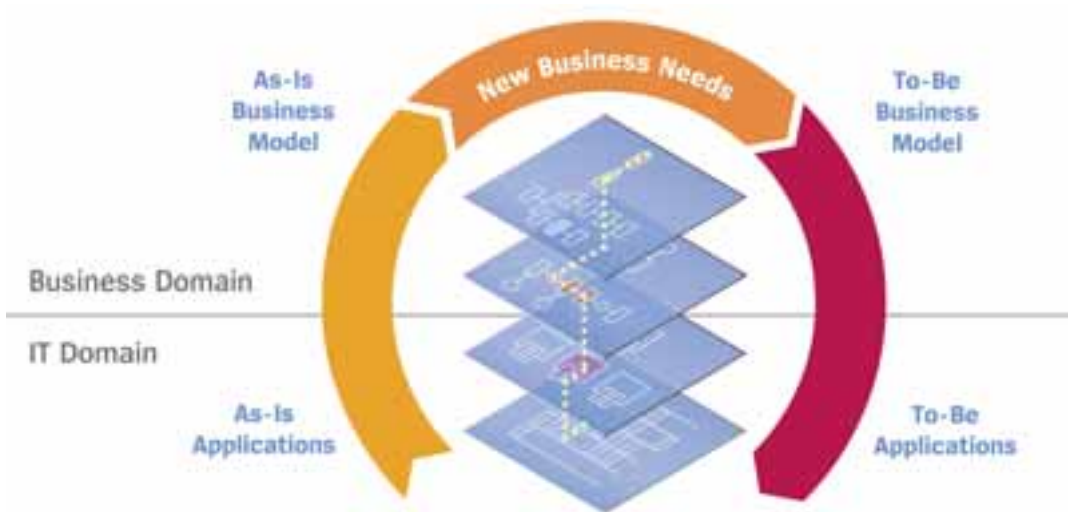 New Business Needs
As-Is
Business
Model
To-Be
Business
Model
Business Domain
IT Domain
As-Is
Applications
To-Be
Applications